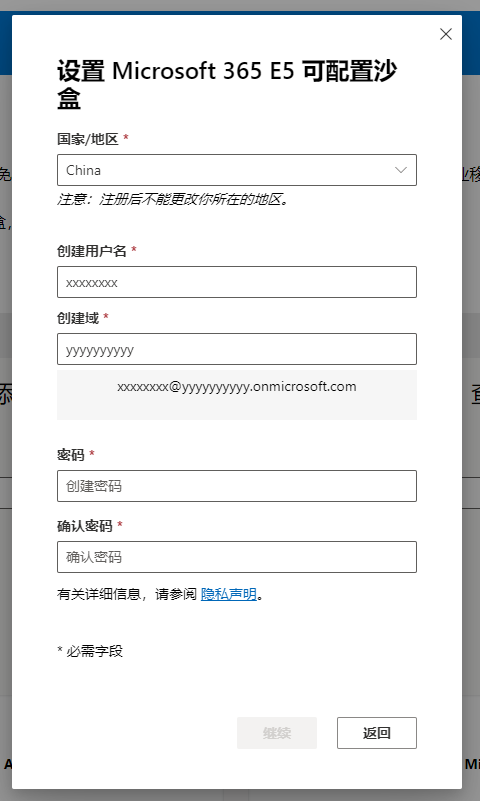 设置 Microsoft 365 E5 可配置沙
盒
国家/地区 *
China
注意：注册后不能更改你所在的地区。
创建用户名 *
xxxxxxxx
创建域 *
yyyyyyyyyy
xxxxxxxx@yyyyyyyyyy.onmicrosoft.com
密码 *
创建密码
确认密码 *
确认密码
有关详细信息，请参阅 隐私声明。
* 必需字段
继续
返回
A
Mi